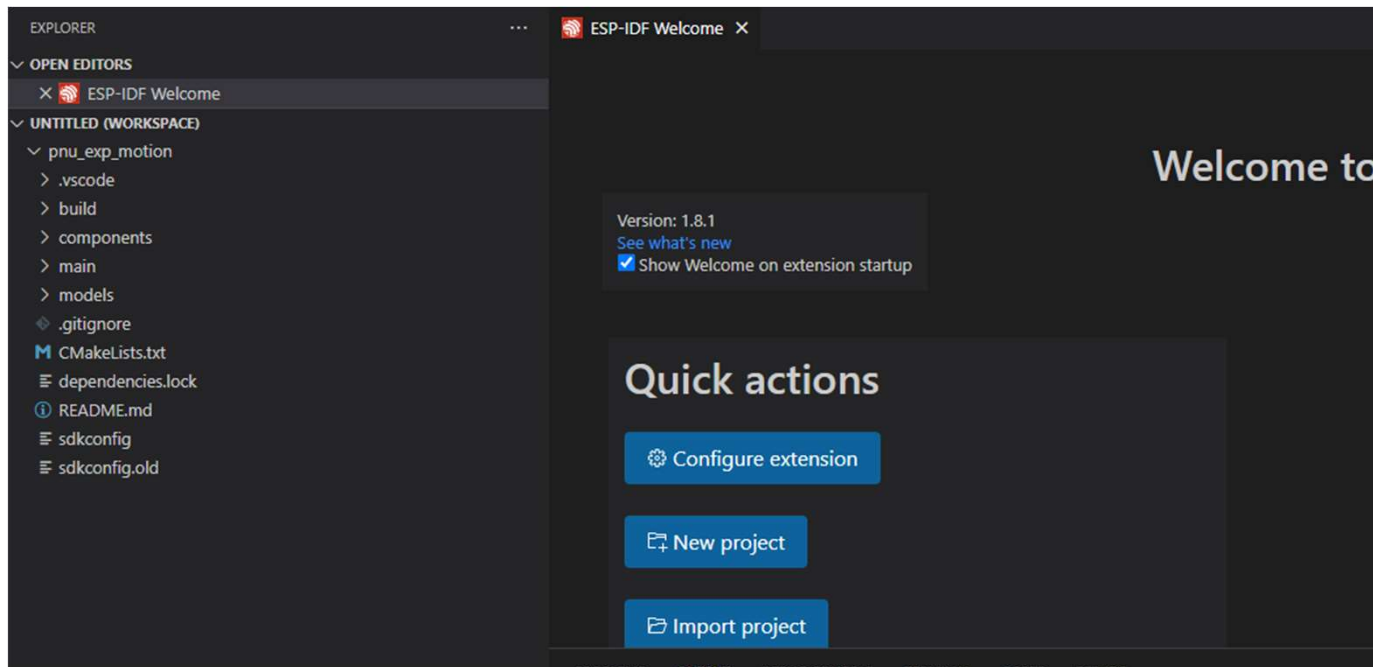 EXPLORER
...
OPEN EDITORS
ESP-IDF Welcome
UNTITLED (WORKSPACE)
pnu_exp_motion
.vscode
build
components
main
models
.gitignore
CMakeLists.txt
dependencies.lock
README.md
sdkconfig
sdkconfig.old
ESP-IDF Welcome
Welcome to
Version: 1.8.1
See what's new
Show Welcome on extension startup
Quick actions
Configure extension
New project
Import project